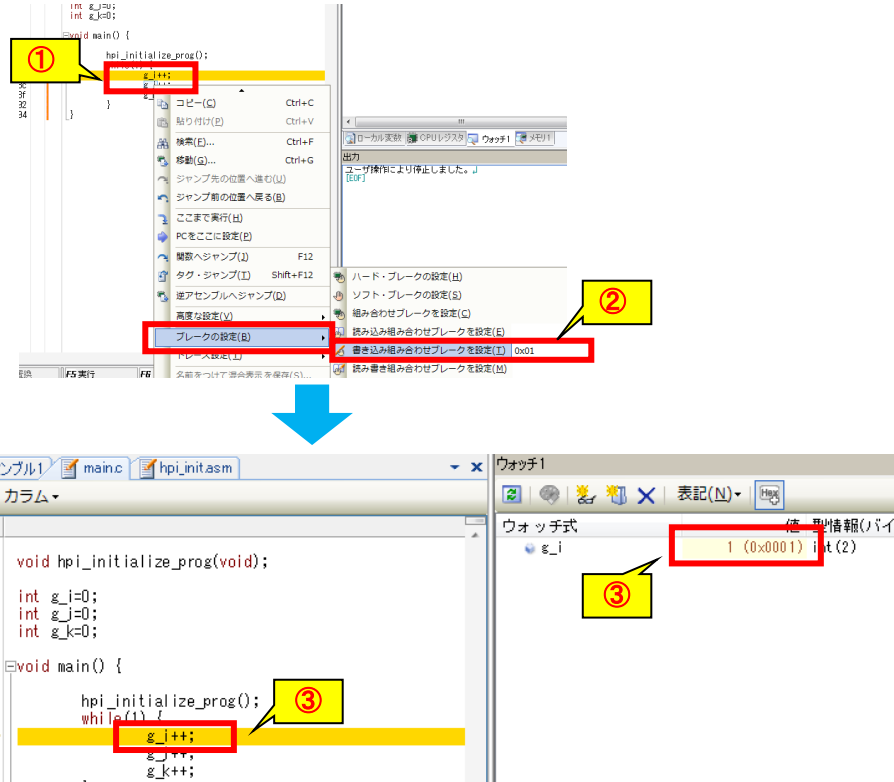 int g_j=0;
int g_k=0;
void main() {
hpi_initialize_prog();
g_i++;
①
}
}
コピー(C) Ctrl+C
貼り付け(P) Ctrl+V
検索(F)... Ctrl+F
移動(G)... Ctrl+G
ジャンプ先の位置へ進む(U)
ジャンプ前の位置へ戻る(B)
ここまで実行(H)
PCをここに設定(P)
関数へジャンプ(J) F12
タグ・ジャンプ(T) Shift+F12
逆アセンブルへジャンプ(D)
高度な設定(V)
ブレークの設定(B)
トレース設定(T)
名前をつけて混合表示を保存(S)...
ローカル変数 CPUレジスタ ウォッチ1 メモリ1
出力
ユーザ操作により停止しました。
[EOF]
ハード・ブレークの設定(H)
ソフト・ブレークの設定(S)
組み合わせブレークを設定(C)
読み込み組み合わせブレークを設定(E)
書き込み組み合わせブレークを設定(T) 0x01
読み書き組み合わせブレークを設定(M)
②
F5実行 F6
ンブル1 main.c hpi_init.asm
カラム
void hpi_initialize_prog(void);
int g_i=0;
int g_j=0;
int g_k=0;
void main() {
hpi_initialize_prog();
while(1) {
g_i++;
g_j++;
g_k++;
③
ウォッチ1
表記(N) Hex
ウォッチ式 値 型情報(バイ
g_i 1 (0x0001) int(2)
③